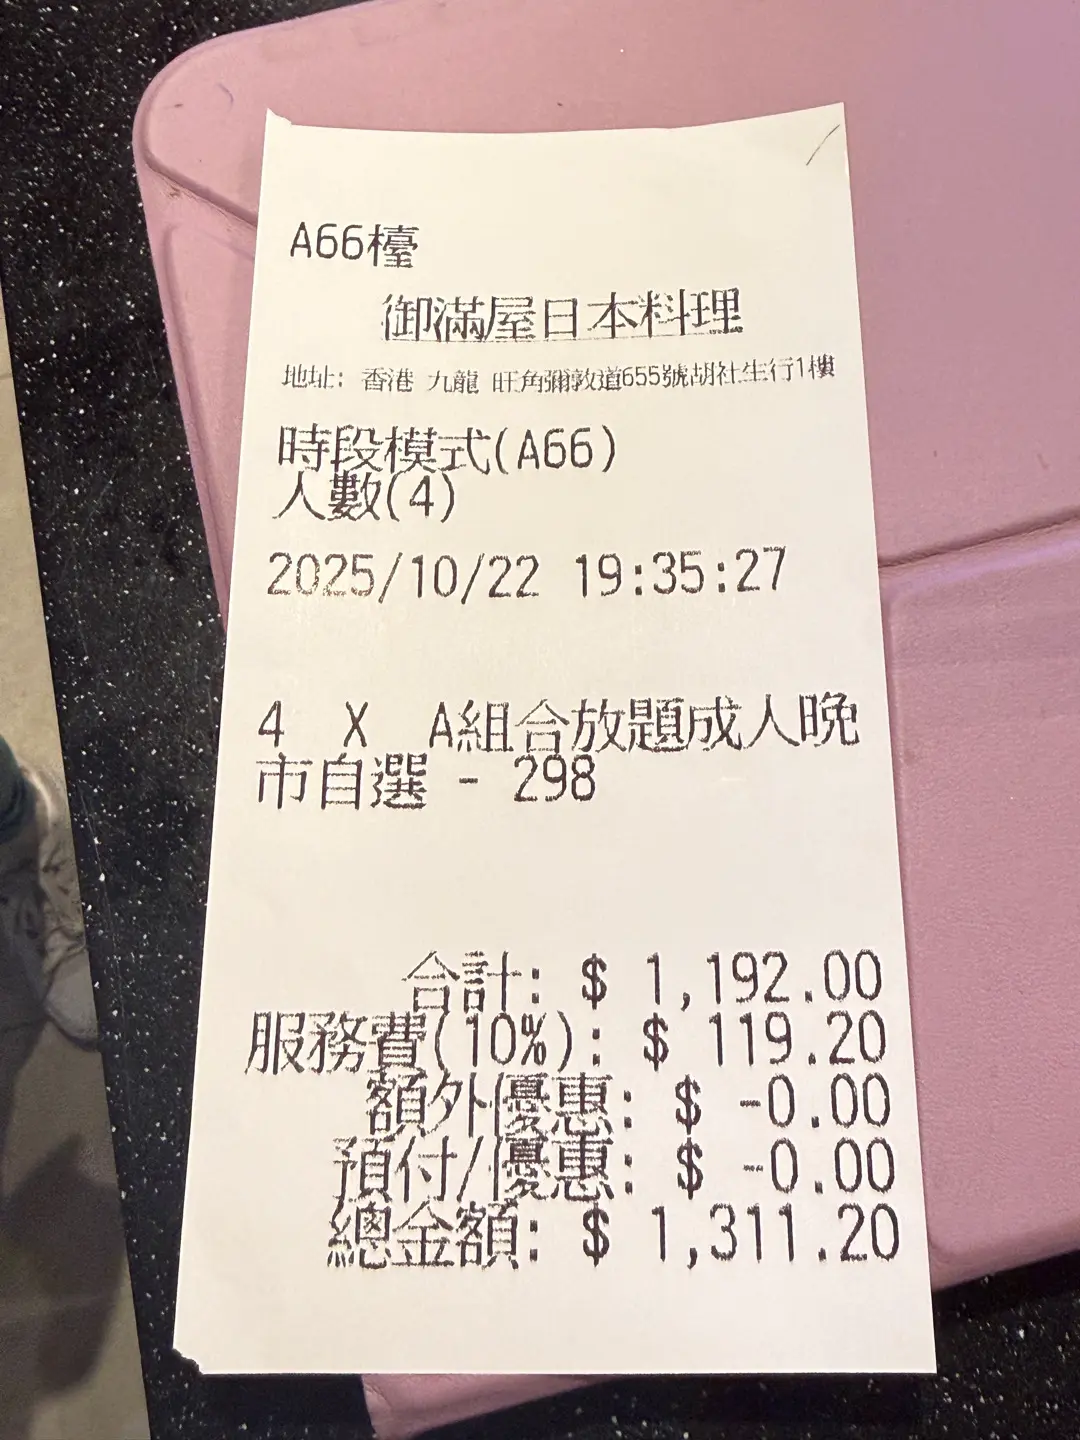 A66檯
御滿屋日本料理
地址: 香港 九龍 旺角彌敦道655號胡社生行1樓
時段模式(A66)
人數(4)
2025/10/22 19:35:27
4 X A組合放題成人晚
市自選 - 298
合計: $ 1,192.00
服務費(10%): $ 119.20
額外優惠: $ -0.00
預付/優惠: $ -0.00
總金額: $ 1,311.20